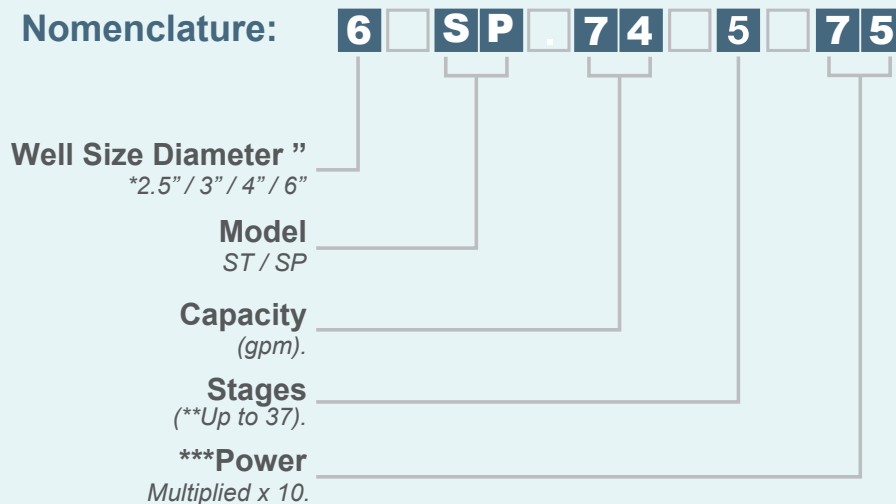 Nomenclature: 6 SP . 74 5 75
Well Size Diameter ”
*2.5” / 3” / 4” / 6”
Model
ST / SP
Capacity
(gpm).
Stages
(**Up to 37).
***Power
Multiplied x 10.